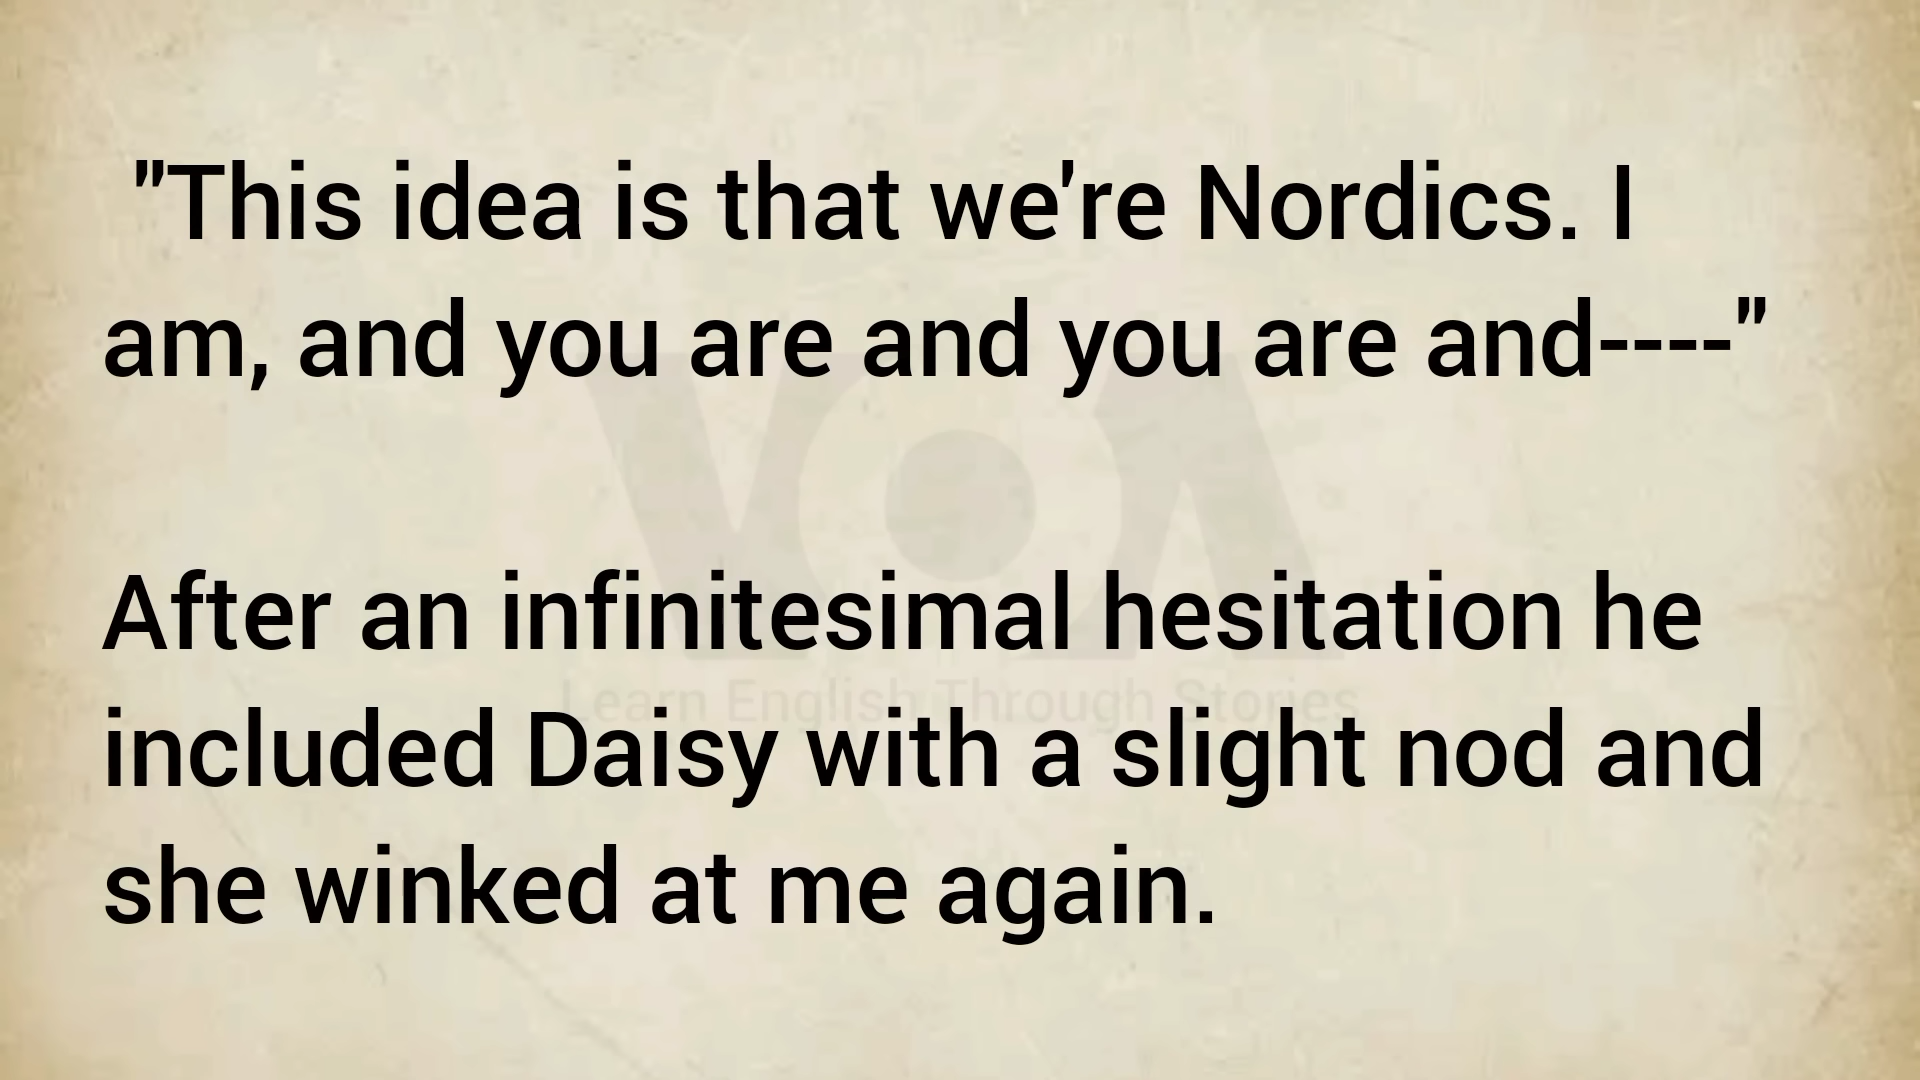 "This idea is that we're Nordics. I
am, and you are and you are and----"
VOA
After an infinitesimal hesitation he
Learn English Through Stories
included Daisy with a slight nod and
she winked at me again.